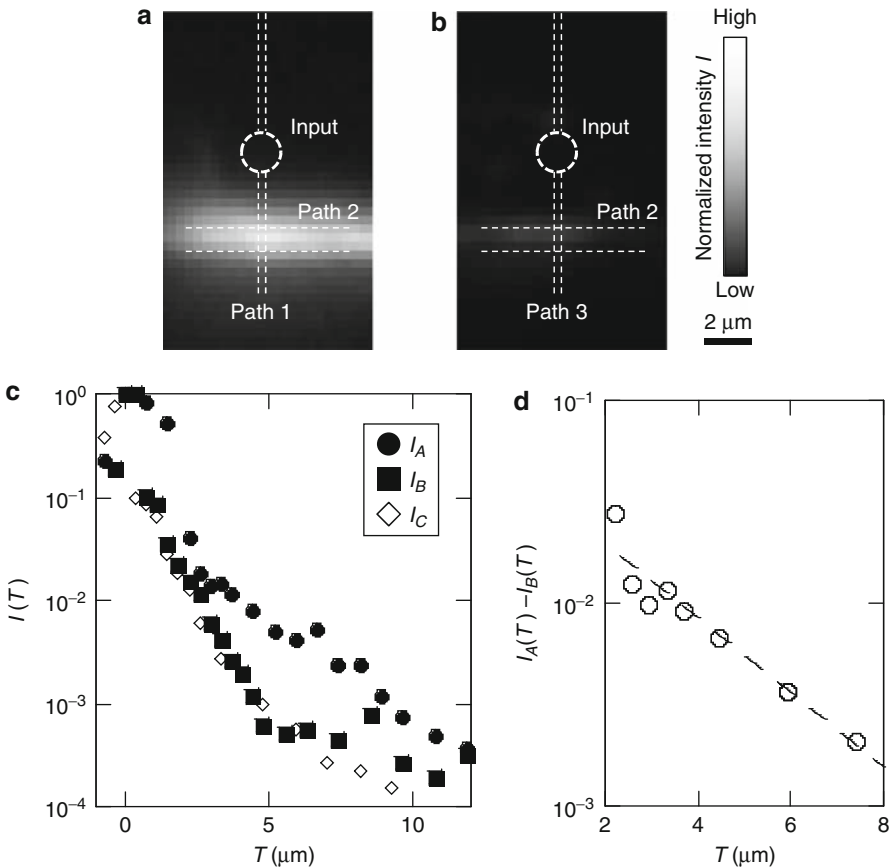 a
b
Input
Path 2
Path 1
Input
Path 2
Path 3
High
Normalized intensity I
Low
2 μm
c
I(T)
10⁰
10⁻¹
10⁻²
10⁻³
10⁻⁴
I_A
I_B
I_C
0
5
10
T (μm)
d
I_A(T)–I_B(T)
10⁻¹
10⁻²
10⁻³
2
4
6
8
T (μm)